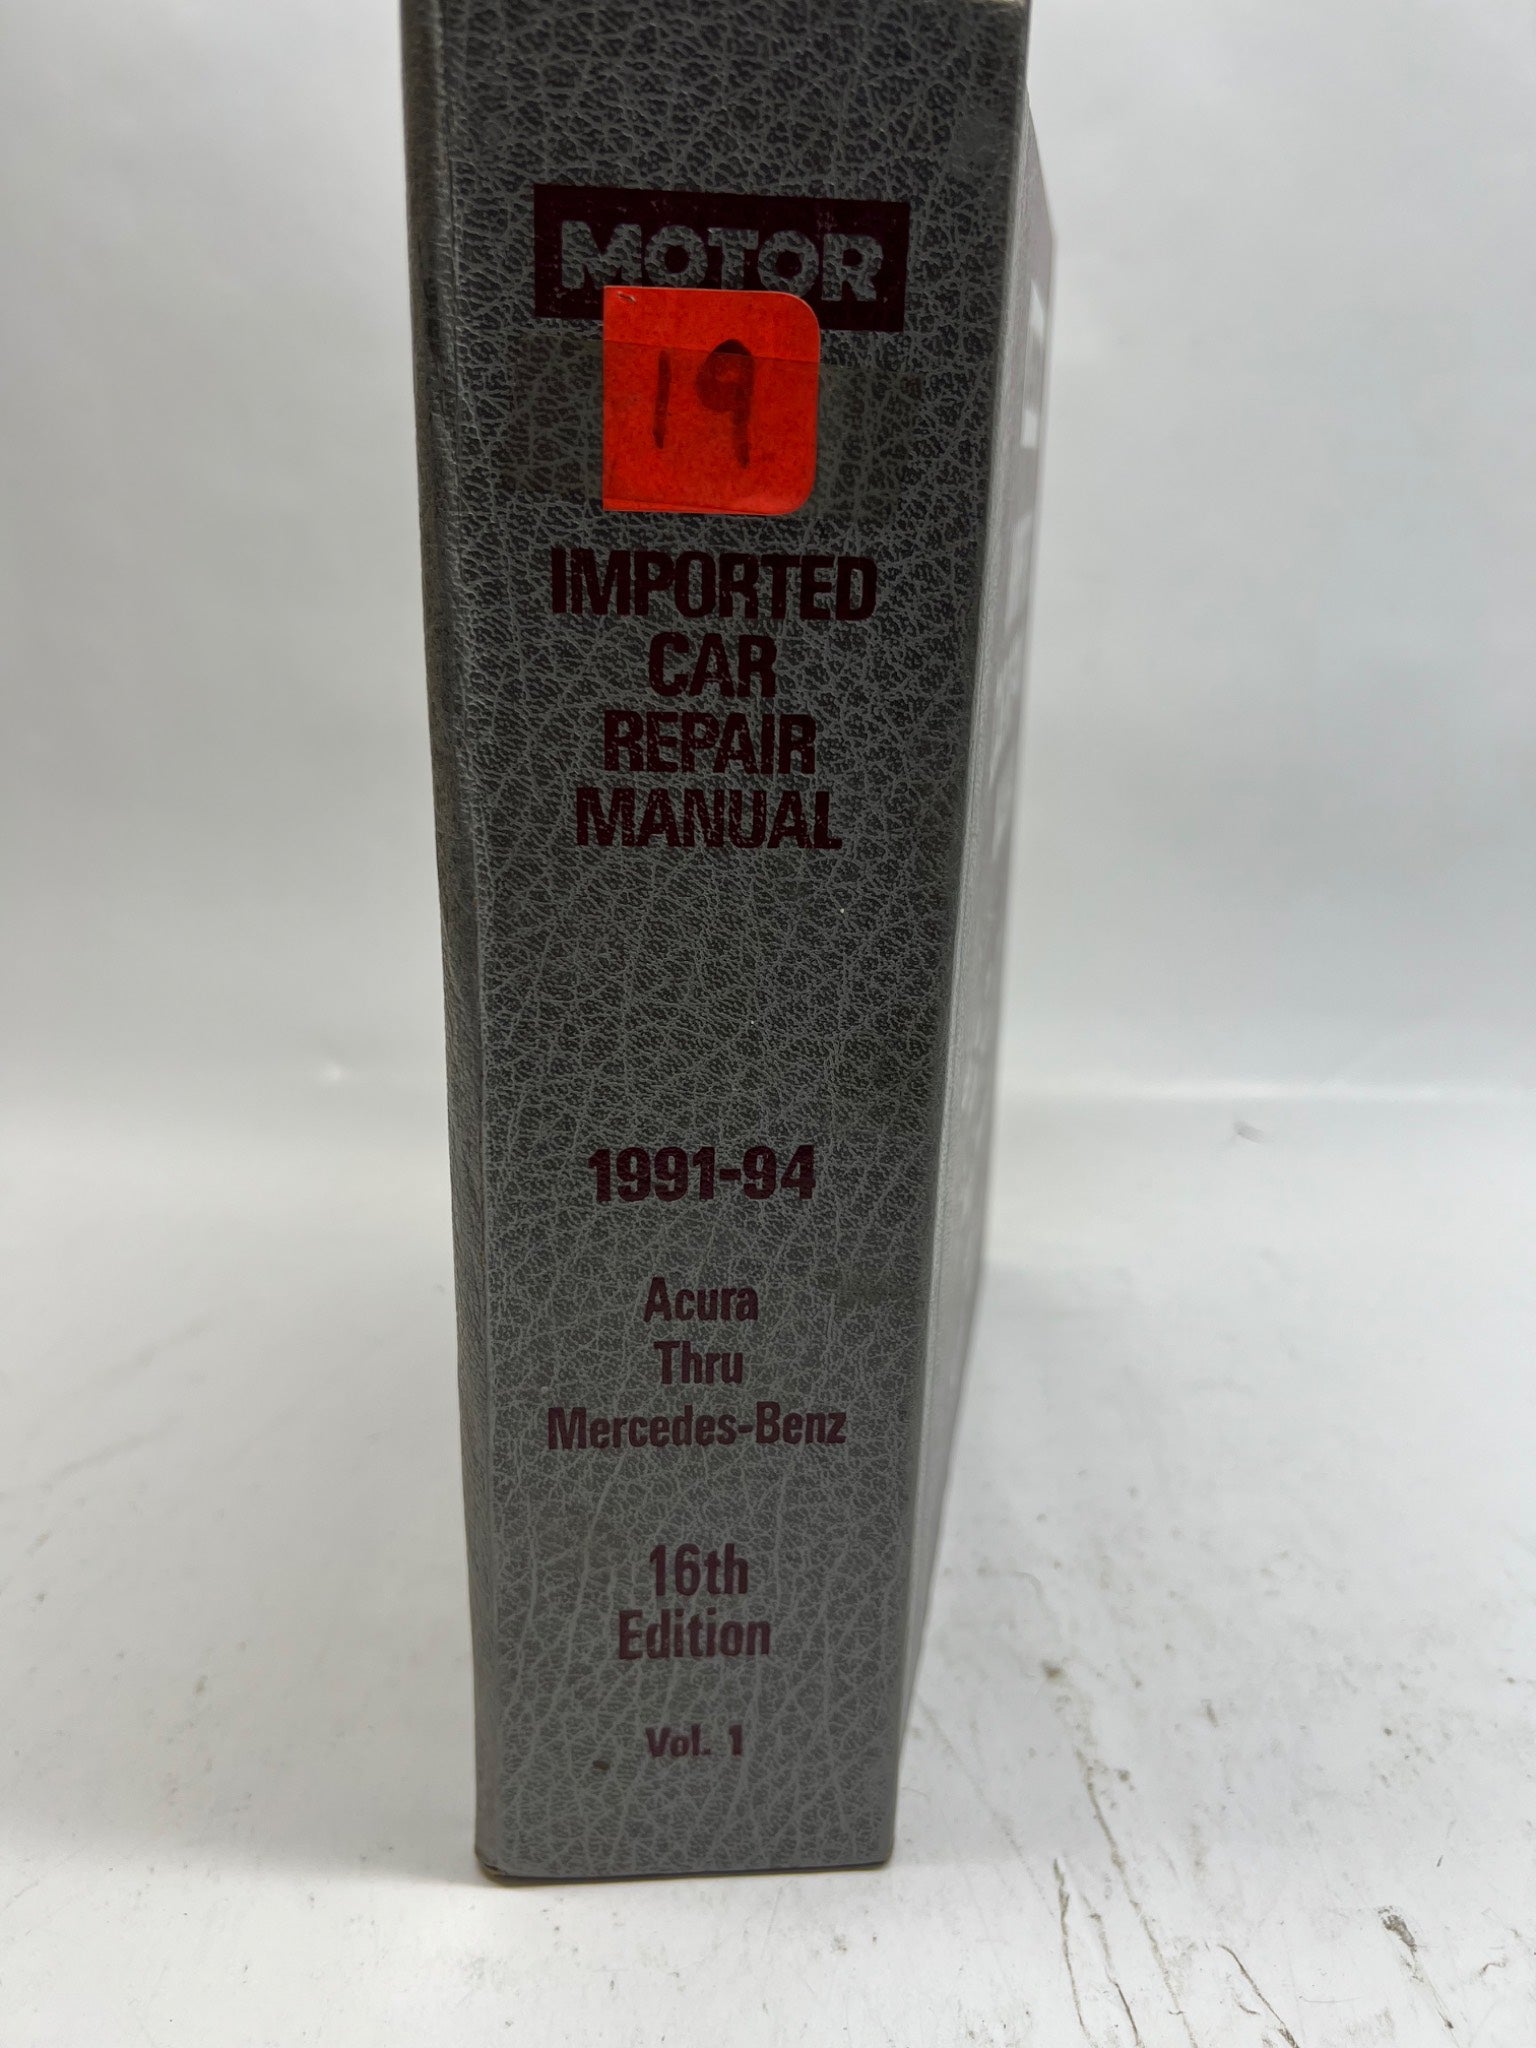 MOTOR
19
IMPORTED
CAR
REPAIR
MANUAL
1991-94
Acura
Thru
Mercedes-Benz
16th
Edition
Vol. 1